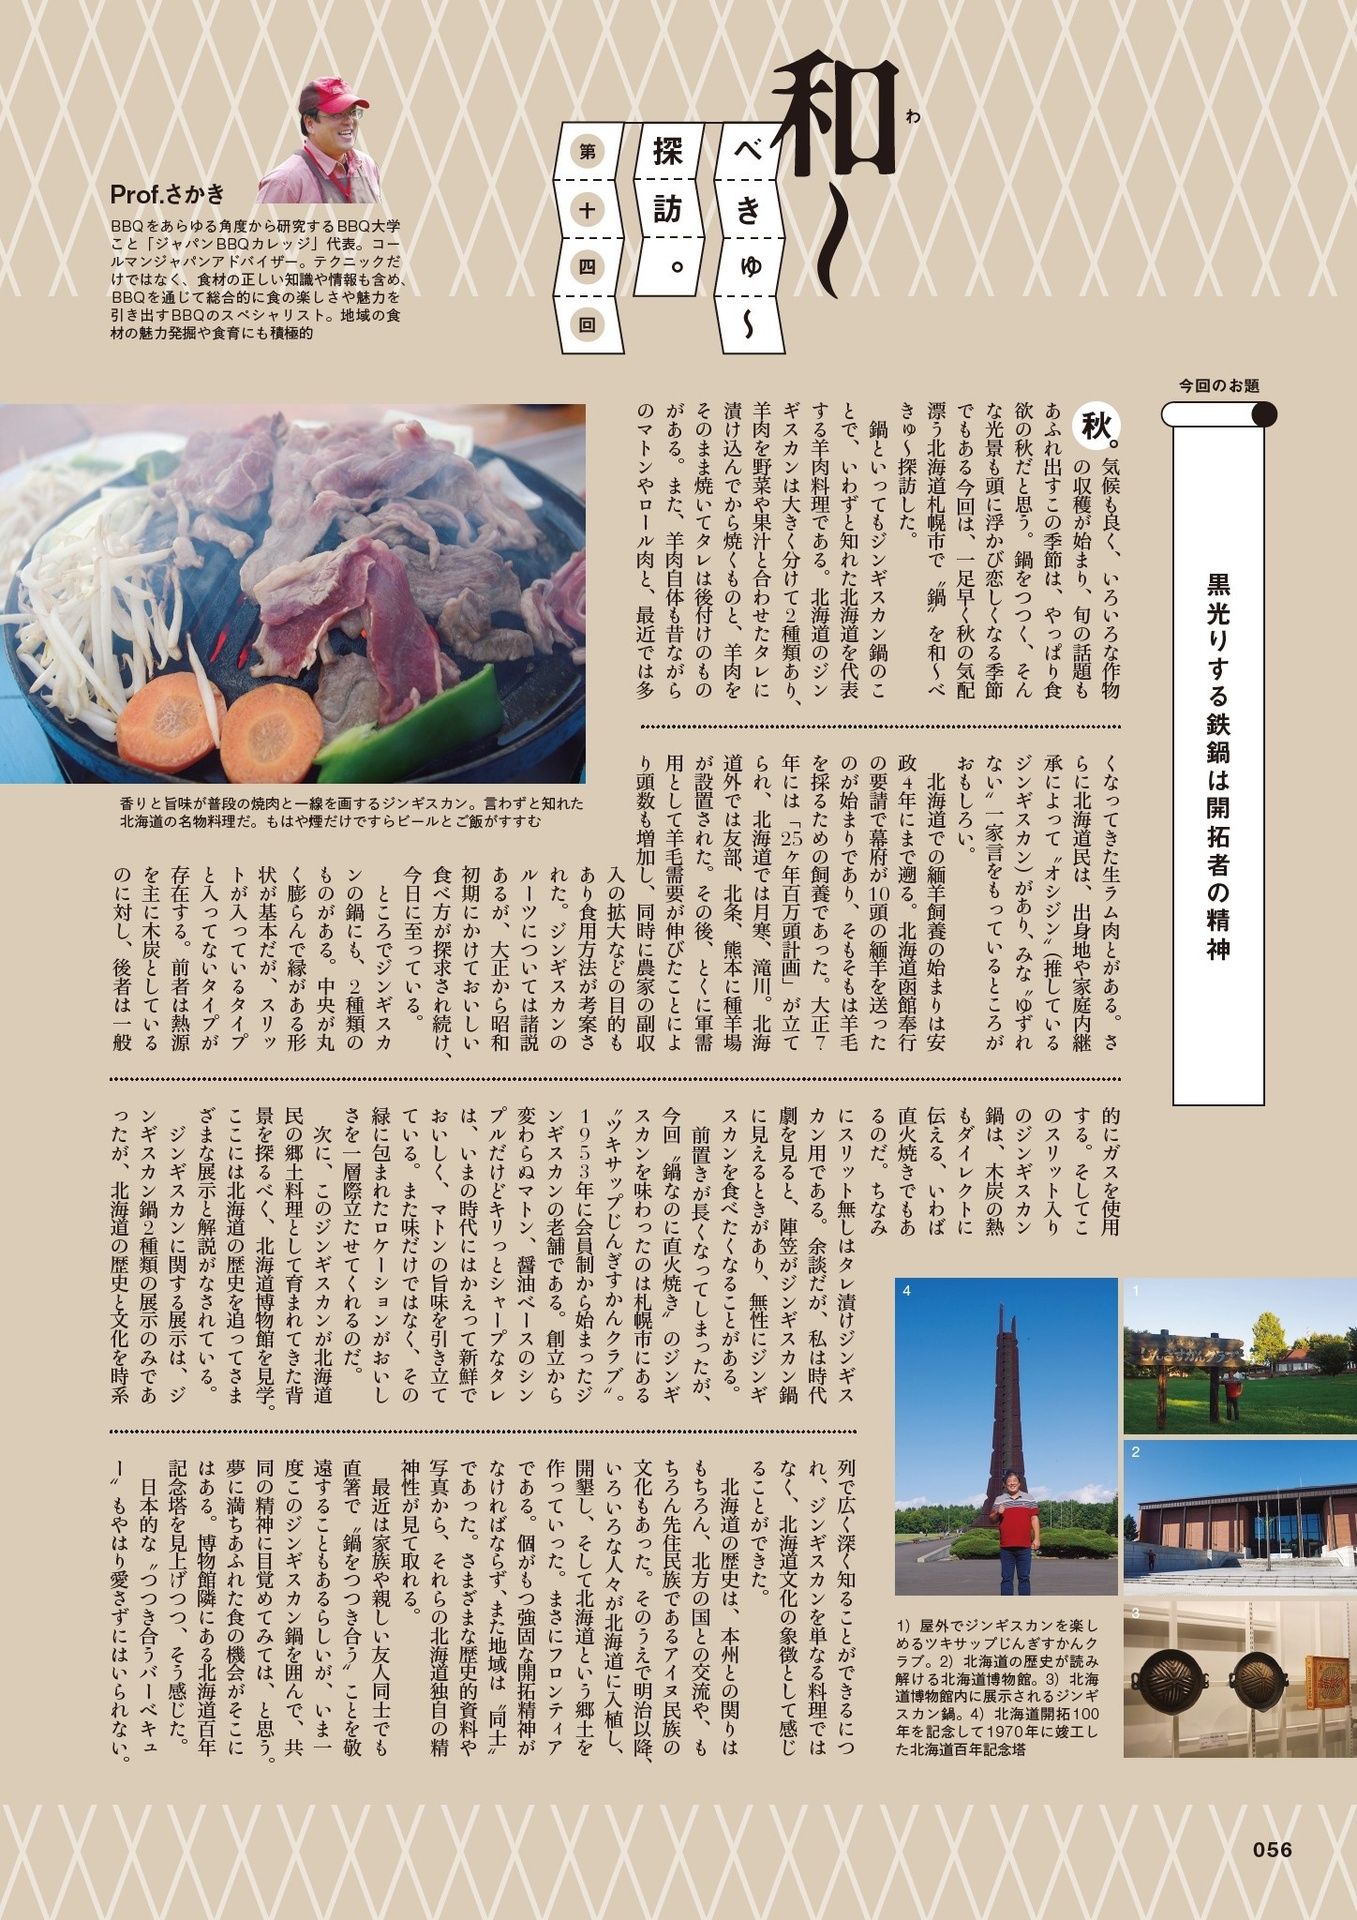 和〜
わ
べきゅ〜
探訪。
第十四回
Prof.さかき
BBQをあらゆる角度から研究するBBQ大学
こと「ジャパンBBQカレッジ」代表。コー
ルマンジャパンアドバイザー。テクニックだ
けではなく、食材の正しい知識や情報も含め、
BBQを通じて総合的に食の楽しさや魅力を
引き出すBBQのスペシャリスト。地域の食
材の魅力発掘や食育にも積極的
今回のお題
黒光りする鉄鍋は開拓者の精神
秋。気候も良く、いろいろな作物
の収穫が始まり、旬の話題も
あふれ出すこの季節は、やっぱり食
欲の秋だと思う。鍋をつつく、そん
な光景も頭に浮かび恋しくなる季節
でもある今回は、一足早く秋の気配
漂う北海道札幌市で〝鍋〟を和〜べ
きゅ〜探訪した。
鍋といってもジンギスカン鍋のこ
とで、いわずと知れた北海道を代表
する羊肉料理である。北海道のジン
ギスカンは大きく分けて2種類あり、
羊肉を野菜や果汁と合わせたタレに
漬け込んでから焼くものと、羊肉を
そのまま焼いてタレは後付けのもの
がある。また、羊肉自体も昔ながら
のマトンやロール肉と、最近では多
くなってきた生ラム肉とがある。さ
らに北海道民は、出身地や家庭内継
承によって〝オシジン〟(推している
ジンギスカン)があり、みな〝ゆずれ
ない〟一家言をもっているところが
おもしろい。
北海道での緬羊飼養の始まりは安
政4年にまで遡る。北海道函館奉行
の要請で幕府が10頭の緬羊を送った
のが始まりであり、そもそもは羊毛
を採るための飼養であった。大正7
年には「25ヶ年百万頭計画」が立て
られ、北海道では月寒、滝川。北海
道外では友部、北条、熊本に種羊場
が設置された。その後、とくに軍需
用として羊毛需要が伸びたことによ
り頭数も増加し、同時に農家の副収
入の拡大などの目的も
あり食用方法が考案さ
れた。ジンギスカンの
ルーツについては諸説
あるが、大正から昭和
初期にかけておいしい
食べ方が探求され続け、
今日に至っている。
ところでジンギスカ
ンの鍋にも、2種類の
ものがある。中央が丸
く膨らんで縁がある形
状が基本だが、スリッ
トが入っているタイプ
と入ってないタイプが
存在する。前者は熱源
を主に木炭としている
のに対し、後者は一般
的にガスを使用
する。そしてこ
のスリット入り
のジンギスカン
鍋は、木炭の熱
もダイレクトに
伝える、いわば
直火焼きでもあ
るのだ。ちなみ
にスリット無しはタレ漬けジンギス
カン用である。余談だが、私は時代
劇を見ると、陣笠がジンギスカン鍋
に見えるときがあり、無性にジンギ
スカンを食べたくなることがある。
前置きが長くなってしまったが、
今回〝鍋なのに直火焼き〟のジンギ
スカンを味わったのは札幌市にある
〝ツキサップじんぎすかんクラブ〟。
1953年に会員制から始まったジ
ンギスカンの老舗である。創立から
変わらぬマトン、醤油ベースのシン
プルだけどキリっとシャープなタレ
は、いまの時代にはかえって新鮮で
おいしく、マトンの旨味を引き立て
ている。また味だけではなく、その
緑に包まれたロケーションがおいし
さを一層際立たせてくれるのだ。
次に、このジンギスカンが北海道
民の郷土料理として育まれてきた背
景を探るべく、北海道博物館を見学。
ここには北海道の歴史を追ってさま
ざまな展示と解説がなされている。
ジンギスカンに関する展示は、ジ
ンギスカン鍋2種類の展示のみであ
ったが、北海道の歴史と文化を時系
列で広く深く知ることができるにつ
れ、ジンギスカンを単なる料理では
なく、北海道文化の象徴として感じ
ることができた。
北海道の歴史は、本州との関りは
もちろん、北方の国との交流や、も
ちろん先住民族であるアイヌ民族の
文化もあった。そのうえで明治以降、
いろいろな人々が北海道に入植し、
開墾し、そして北海道という郷土を
作っていった。まさにフロンティア
である。個がもつ強固な開拓精神が
なければならず、また地域は〝同士〟
であった。さまざまな歴史的資料や
写真から、それらの北海道独自の精
神性が見て取れる。
最近は家族や親しい友人同士でも
直箸で〝鍋をつつき合う〟ことを敬
遠することもあるらしいが、いま一
度このジンギスカン鍋を囲んで、共
同の精神に目覚めてみては、と思う。
夢に満ちあふれた食の機会がそこに
はある。博物館隣にある北海道百年
記念塔を見上げつつ、そう感じた。
日本的な〝つつき合うバーベキュ
ー〟もやはり愛さずにはいられない。
香りと旨味が普段の焼肉と一線を画するジンギスカン。言わずと知れた
北海道の名物料理だ。もはや煙だけですらビールとご飯がすすむ
4
1
じんぎすかんクラブ
2
3
1）屋外でジンギスカンを楽し
めるツキサップじんぎすかんク
ラブ。2）北海道の歴史が読み
解ける北海道博物館。3）北海
道博物館内に展示されるジンギ
スカン鍋。4）北海道開拓100
年を記念して1970年に竣工し
た北海道百年記念塔
056